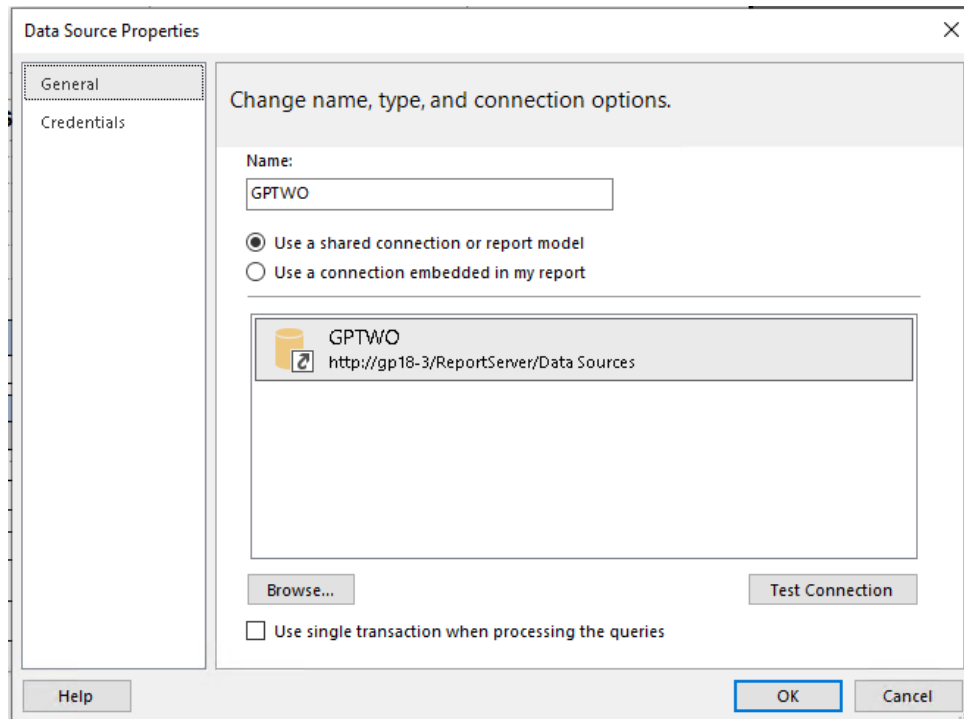 Data Source Properties
General
Credentials
Change name, type, and connection options.
Name:
GPTWO
Use a shared connection or report model
Use a connection embedded in my report
GPTWO
http://gp18-3/ReportServer/Data Sources
Browse...
Test Connection
Use single transaction when processing the queries
Help
OK
Cancel